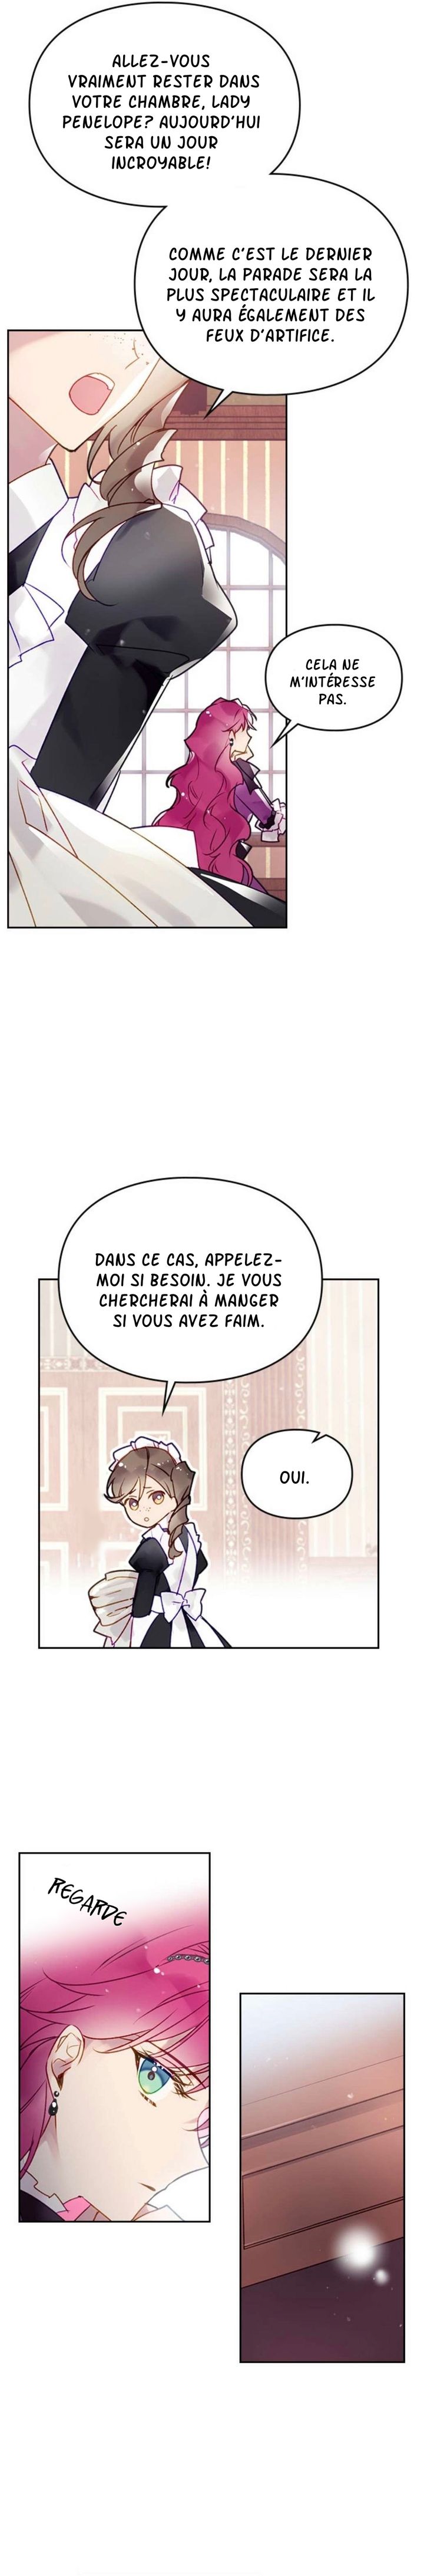 ALLEZ-VOUS
VRAIMENT RESTER DANS
VOTRE CHAMBRE, LADY
PENELOPE? AUJOURD'HUI
SERA UN JOUR
INCROYABLE!
COMME C'EST LE DERNIER
JOUR, LA PARADE SERA LA
PLUS SPECTACULAIRE ET IL
Y AURA ÉGALEMENT DES
FEUX D'ARTIFICE.
CELA NE
M'INTÉRESSE
PAS.
DANS CE CAS, APPELEZ-
MOI SI BESOIN. JE VOUS
CHERCHERAI À MANGER
SI VOUS AVEZ FAIM.
OUI.
REGARDE